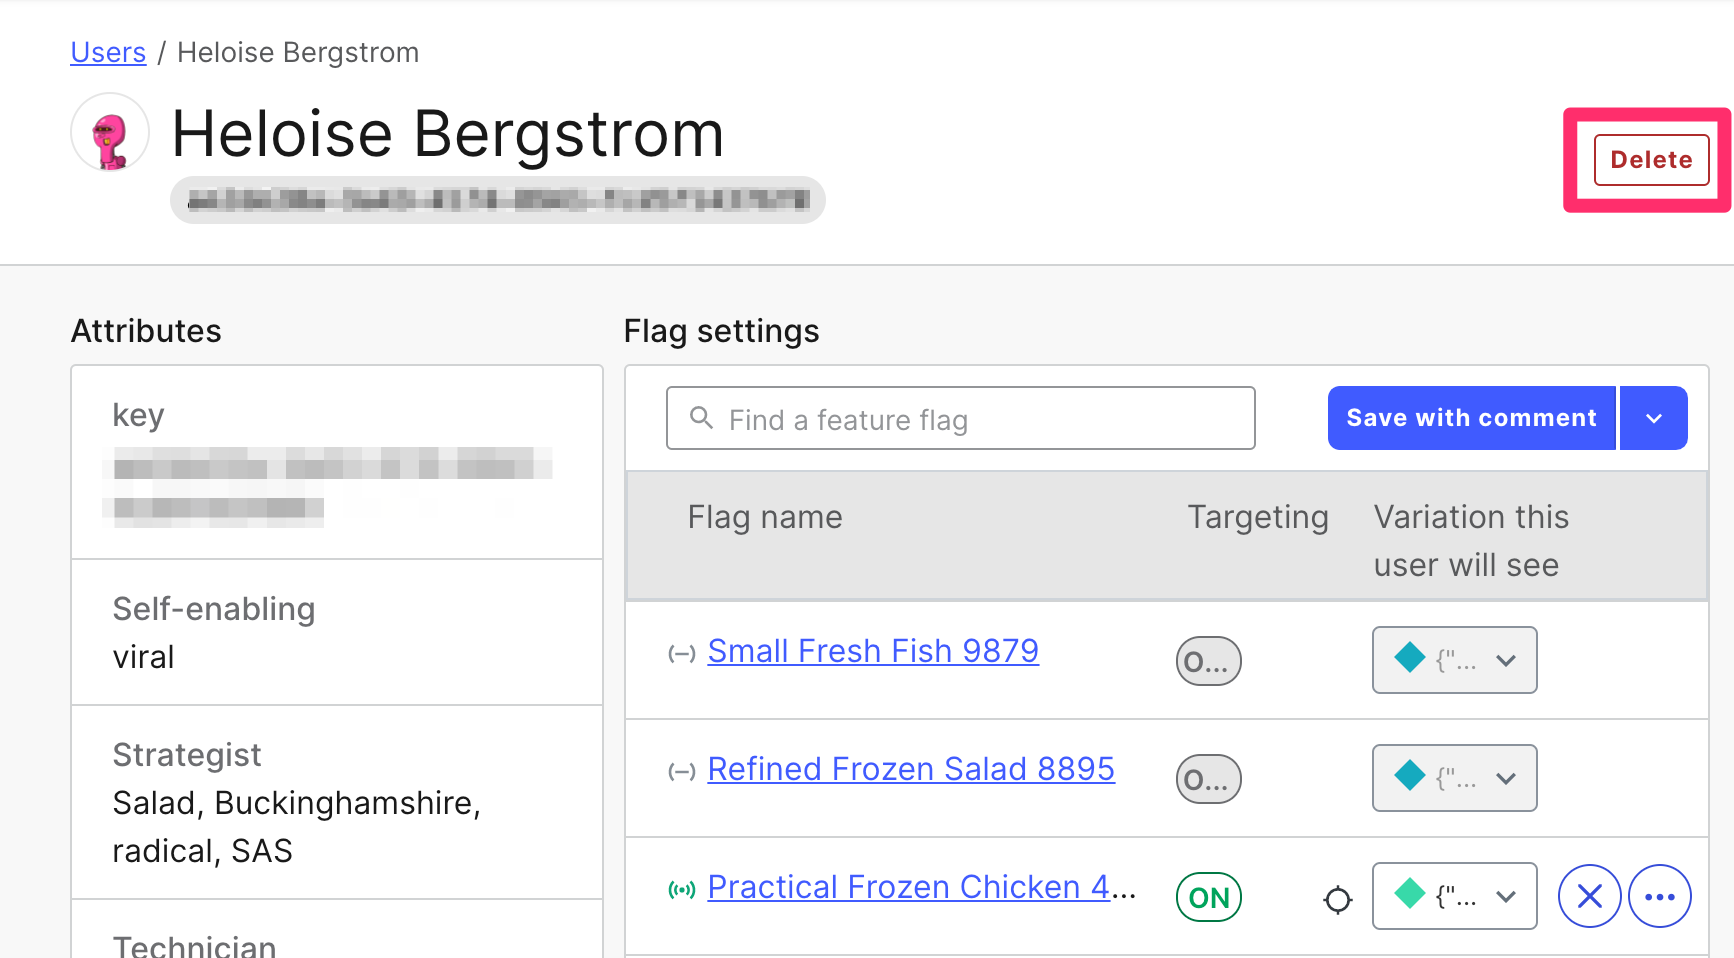 Users / Heloise Bergstrom
Heloise Bergstrom
Delete
Attributes
Flag settings
key
Find a feature flag
Save with comment
Flag name
Targeting
Variation this
user will see
Self-enabling
viral
Small Fresh Fish 9879
O...
{"...
Strategist
Salad, Buckinghamshire,
radical, SAS
Refined Frozen Salad 8895
O...
{"...
Practical Frozen Chicken 4...
ON
{"...
Technician